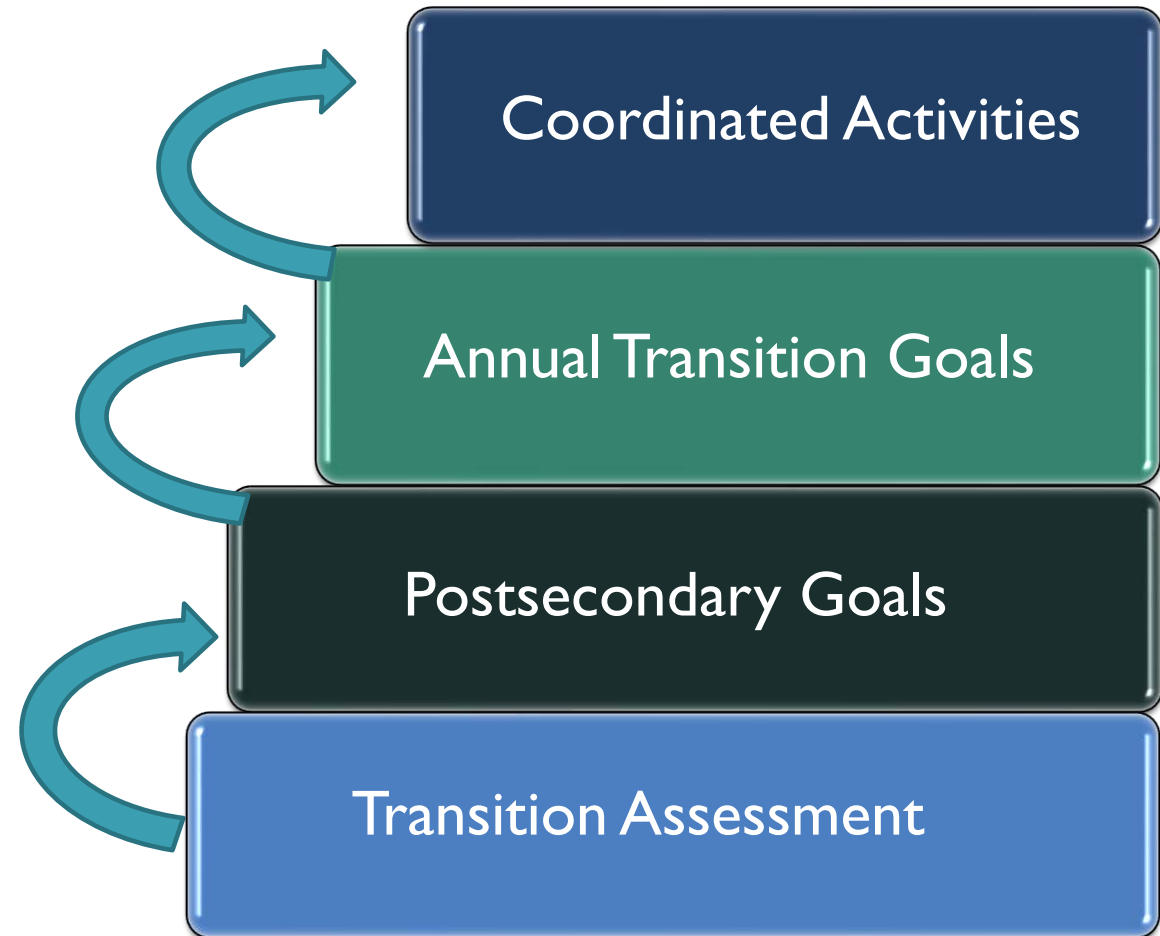 Coordinated Activities
Annual Transition Goals
Postsecondary Goals
Transition Assessment